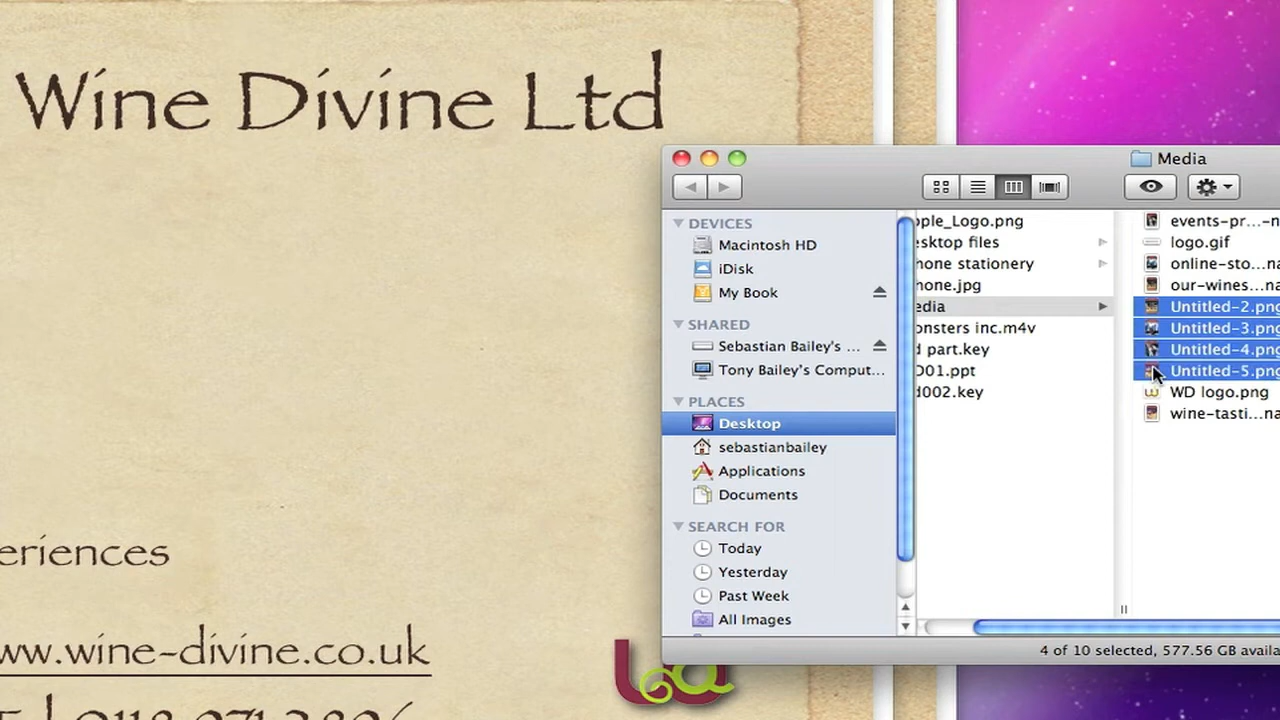 Wine Divine Ltd
eriences
ww.wine-divine.co.uk
Media
DEVICES
Macintosh HD
iDisk
My Book
SHARED
Sebastian Bailey's ...
Tony Bailey's Comput...
PLACES
Desktop
sebastianbailey
Applications
Documents
SEARCH FOR
Today
Yesterday
Past Week
All Images
pple_Logo.png
esktop files
hone stationery
hone.jpg
edia
onsters inc.m4v
d part.key
001.ppt
d002.key
events-pr...-n
logo.gif
online-sto...na
our-wines...na
Untitled-2.png
Untitled-3.png
Untitled-4.png
Untitled-5.png
WD logo.png
wine-tasti...na
4 of 10 selected, 577.56 GB availa